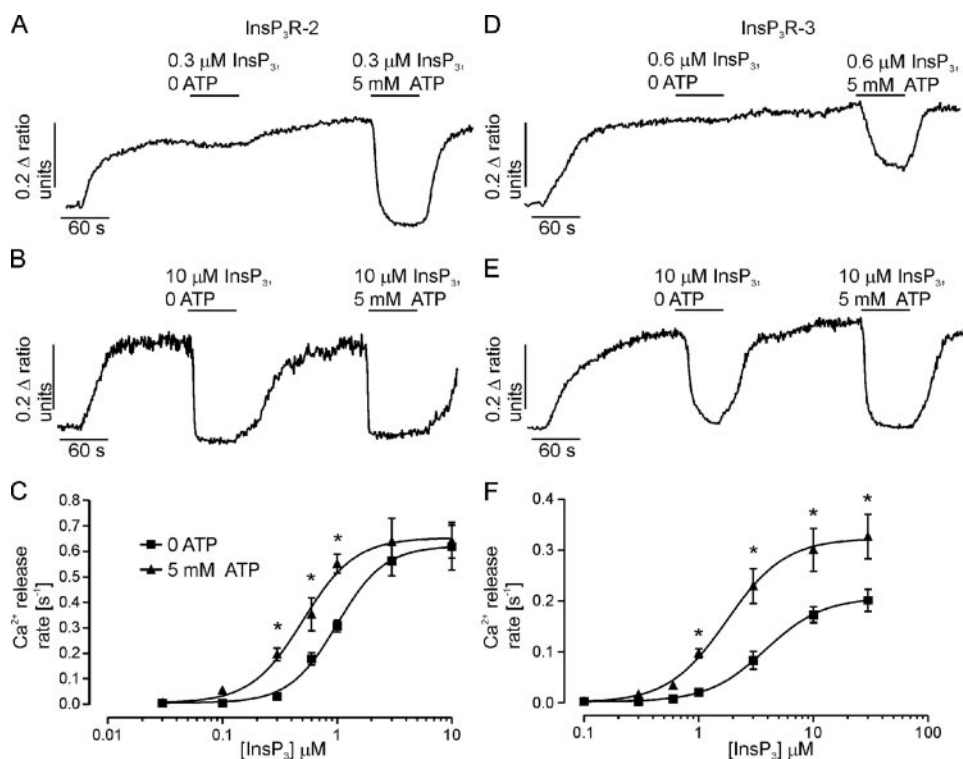 A
InsP₃R-2
0.3 μM InsP₃,
0 ATP
0.3 μM InsP₃,
5 mM ATP
0.2 Δ ratio
units
60 s
B
10 μM InsP₃,
0 ATP
10 μM InsP₃,
5 mM ATP
0.2 Δ ratio
units
60 s
C
0.8
0.7
0.6
0.5
0.4
0.3
0.2
0.1
0.0
0 ATP
5 mM ATP
* * *
Ca²⁺ release
rate [s⁻¹]
0.01 0.1 1 10
[InsP₃] μM
D
InsP₃R-3
0.6 μM InsP₃,
0 ATP
0.6 μM InsP₃,
5 mM ATP
0.2 Δ ratio
units
60 s
E
10 μM InsP₃,
0 ATP
10 μM InsP₃,
5 mM ATP
0.2 Δ ratio
units
60 s
F
0.4
0.3
0.2
0.1
0.0
* * * *
Ca²⁺ release
rate [s⁻¹]
0.1 1 10 100
[InsP₃] μM